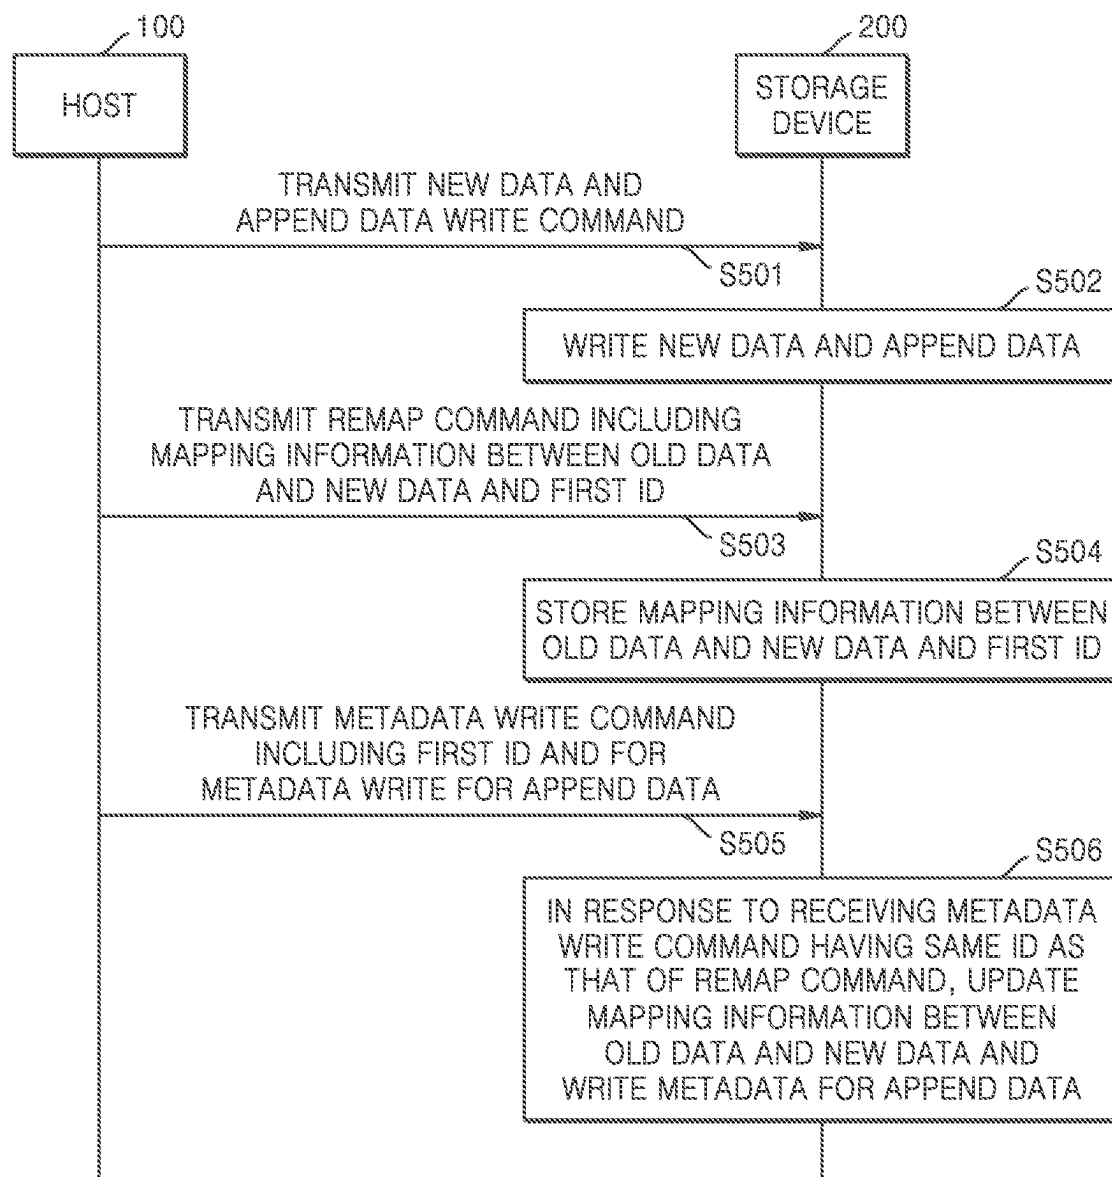 100
HOST
200
STORAGE
DEVICE
TRANSMIT NEW DATA AND
APPEND DATA WRITE COMMAND
S501
S502
WRITE NEW DATA AND APPEND DATA
TRANSMIT REMAP COMMAND INCLUDING
MAPPING INFORMATION BETWEEN OLD DATA
AND NEW DATA AND FIRST ID
S503
S504
STORE MAPPING INFORMATION BETWEEN
OLD DATA AND NEW DATA AND FIRST ID
TRANSMIT METADATA WRITE COMMAND
INCLUDING FIRST ID AND FOR
METADATA WRITE FOR APPEND DATA
S505
S506
IN RESPONSE TO RECEIVING METADATA
WRITE COMMAND HAVING SAME ID AS
THAT OF REMAP COMMAND, UPDATE
MAPPING INFORMATION BETWEEN
OLD DATA AND NEW DATA AND
WRITE METADATA FOR APPEND DATA